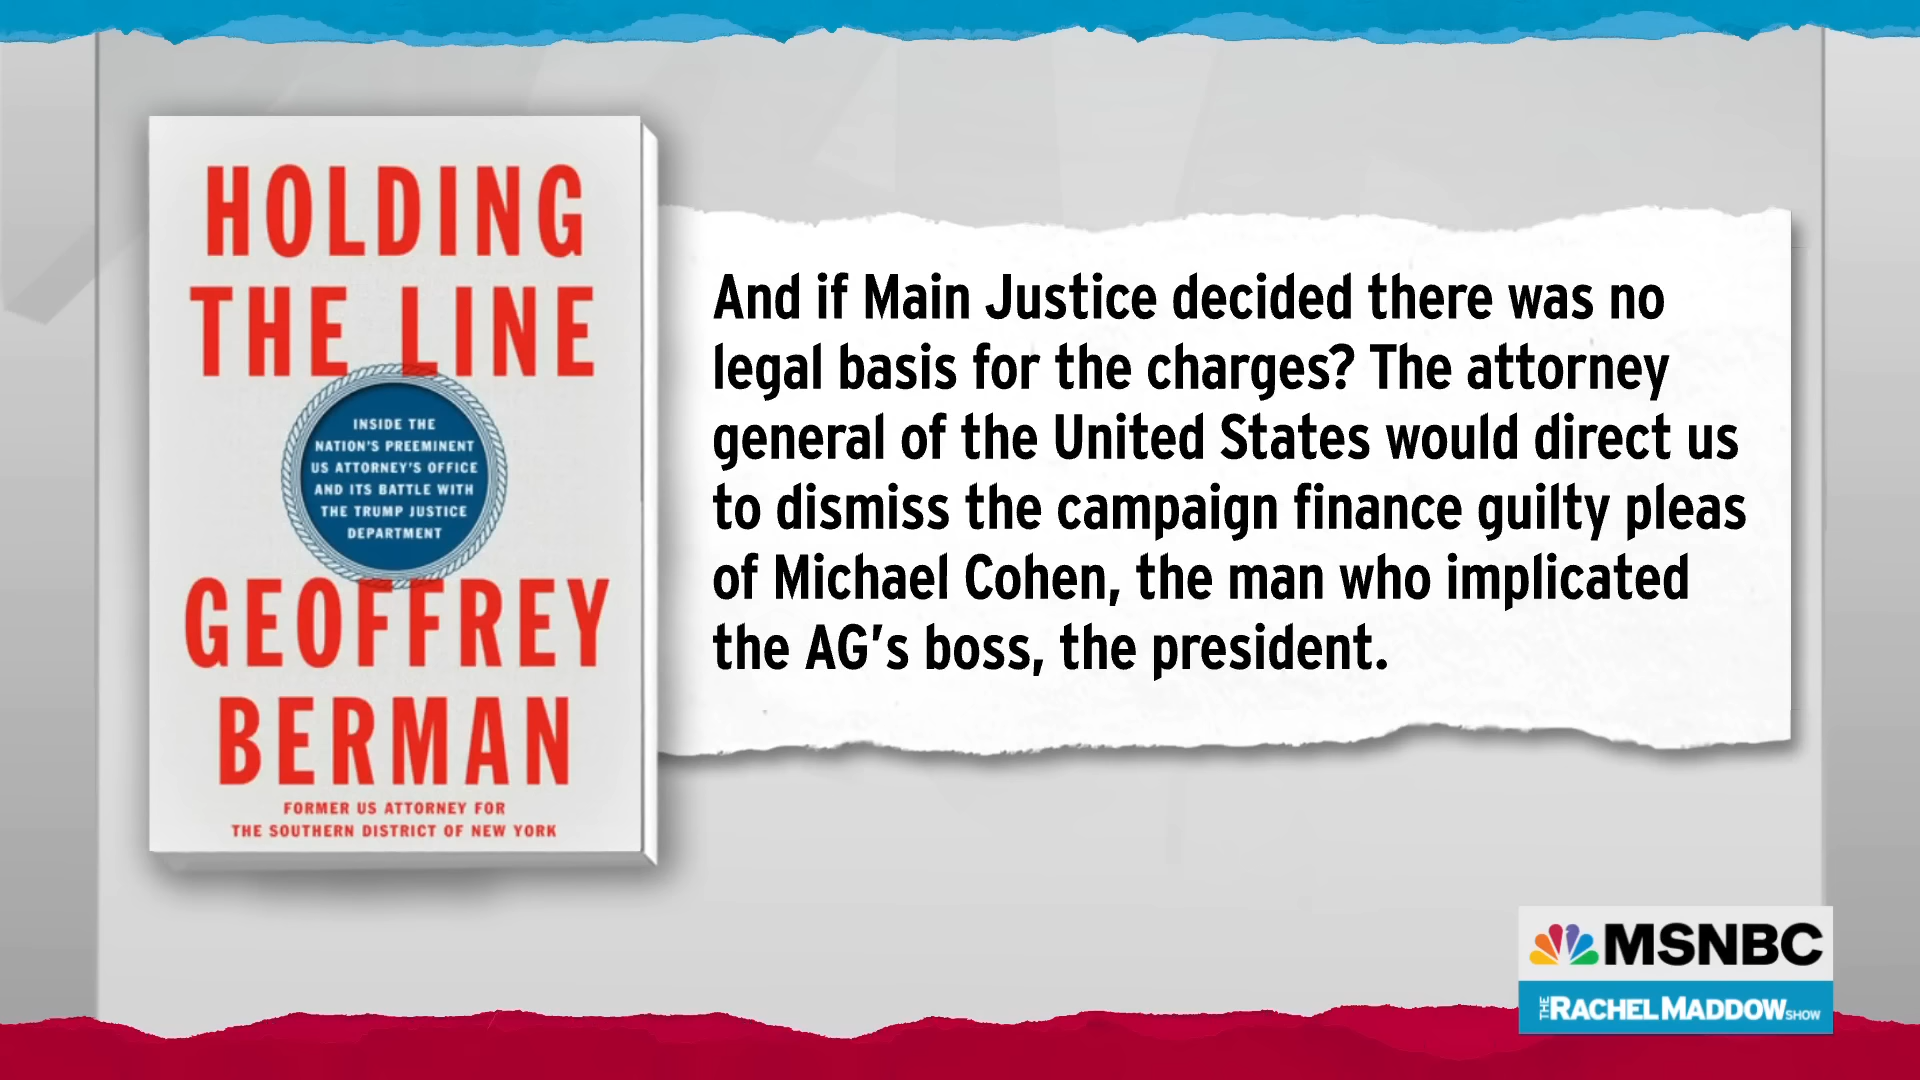 HOLDING
THE LINE
INSIDE THE
NATION'S PREEMINENT
US ATTORNEY'S OFFICE
AND ITS BATTLE WITH
THE TRUMP JUSTICE
DEPARTMENT
GEOFFREY
BERMAN
FORMER US ATTORNEY FOR
THE SOUTHERN DISTRICT OF NEW YORK
And if Main Justice decided there was no
legal basis for the charges? The attorney
general of the United States would direct us
to dismiss the campaign finance guilty pleas
of Michael Cohen, the man who implicated
the AG's boss, the president.
MSNBC
THE RACHEL MADDOW SHOW